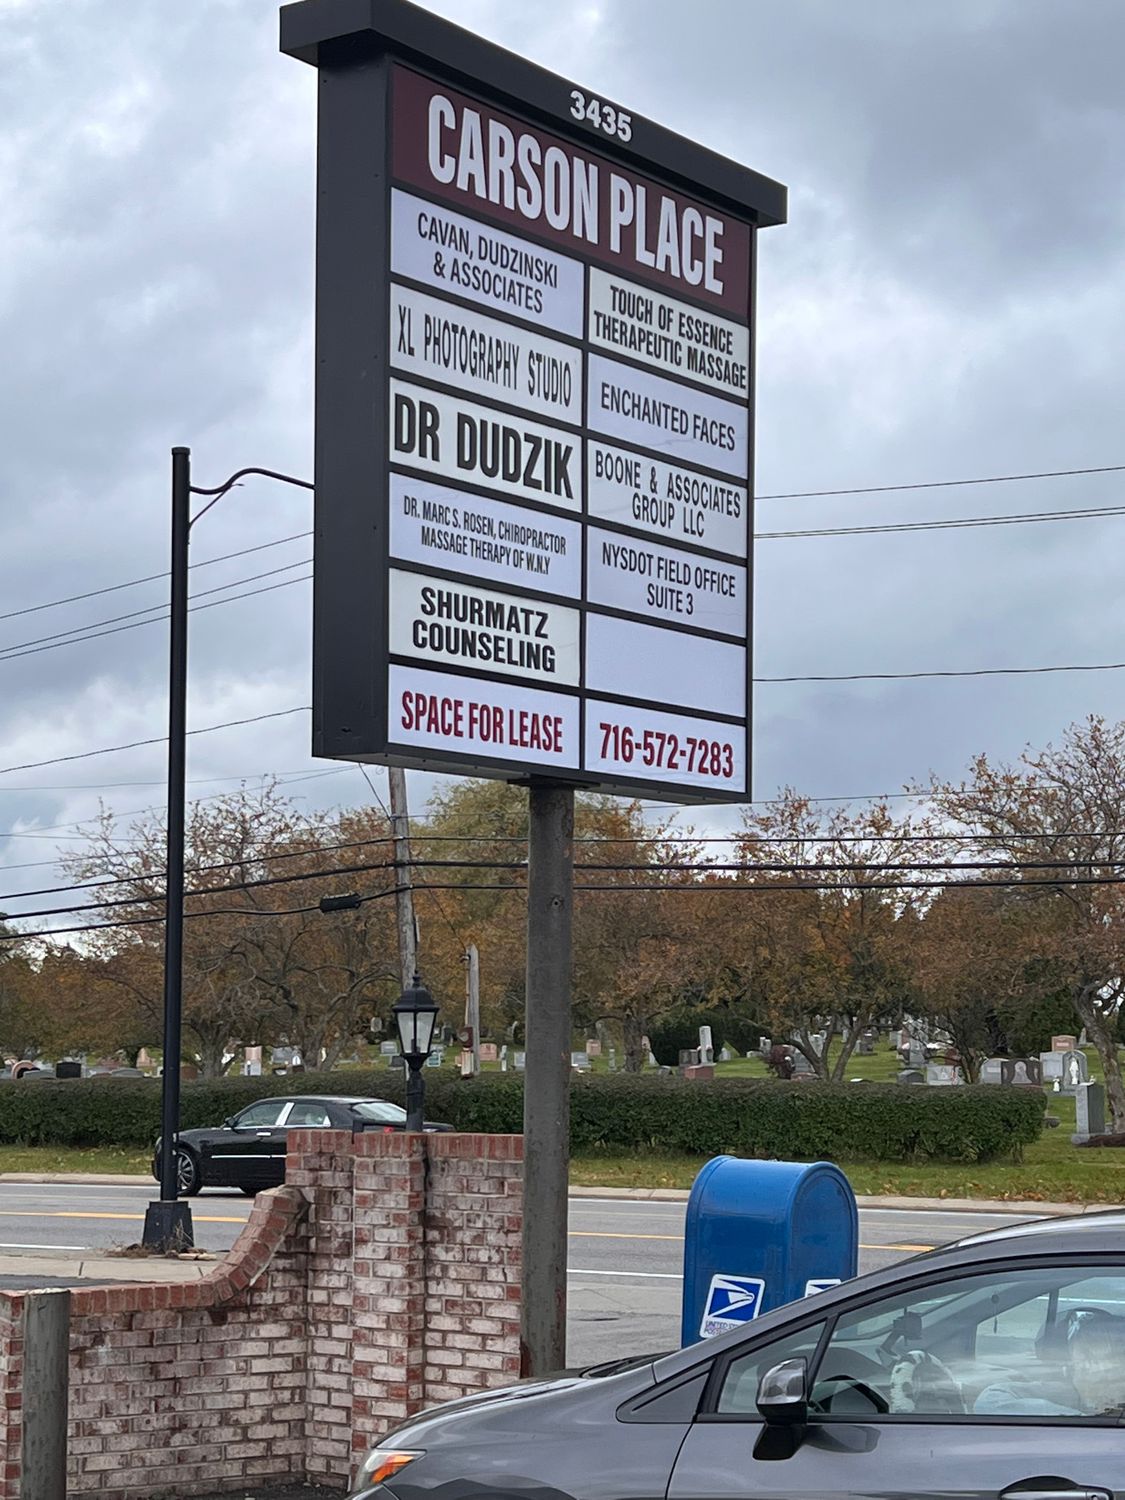 3435
CARSON PLACE
CAVAN, DUDZINSKI
& ASSOCIATES
TOUCH OF ESSENCE
THERAPEUTIC MASSAGE
XL PHOTOGRAPHY STUDIO
ENCHANTED FACES
DR DUDZIK
BOONE & ASSOCIATES
GROUP LLC
DR. MARC S. ROSEN, CHIROPRACTOR
MASSAGE THERAPY OF W.N.Y
NYSDOT FIELD OFFICE
SUITE 3
SHURMATZ
COUNSELING
SPACE FOR LEASE
716-572-7283
UNITED